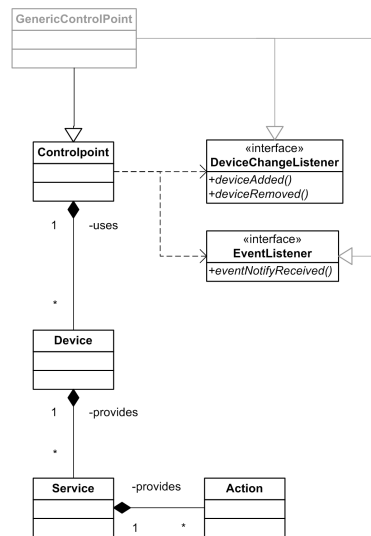 GenericControlPoint
Controlpoint
«interface»
DeviceChangeListener
+deviceAdded()
+deviceRemoved()
1 -uses
«interface»
EventListener
+eventNotifyReceived()
*
Device
1 -provides
*
Service
-provides
Action
1 *